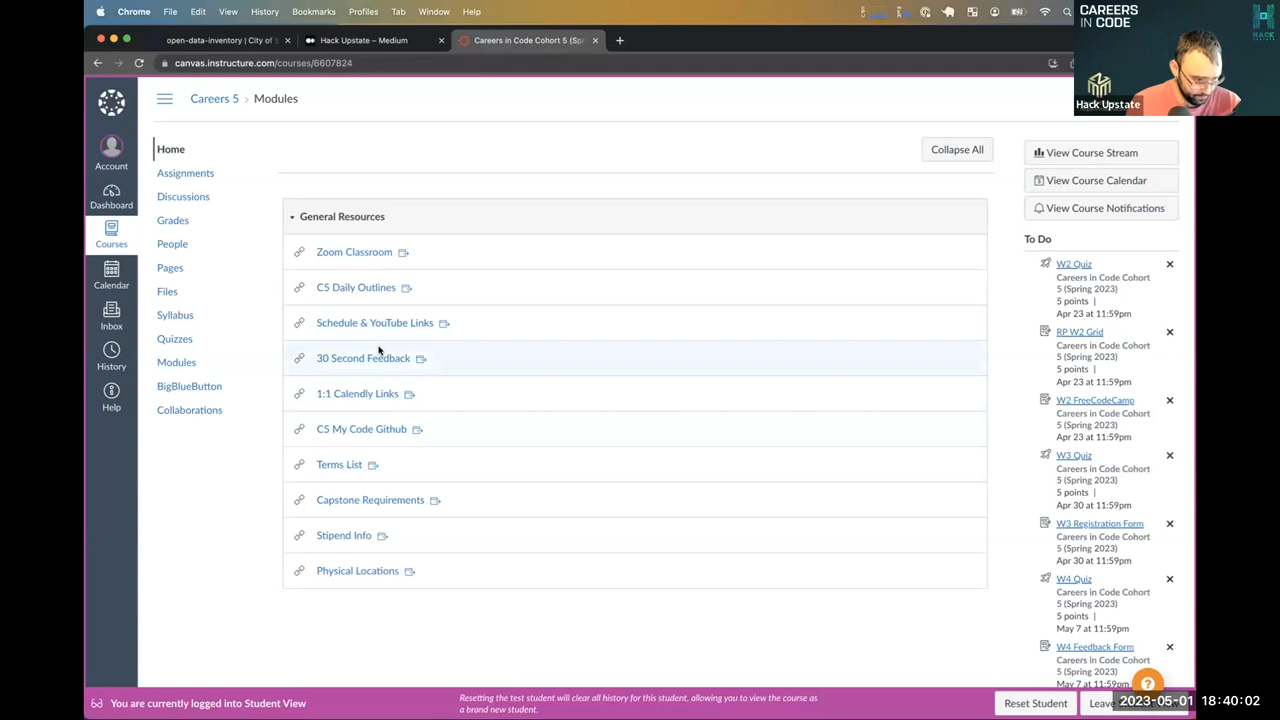 Chrome File Edit View History Bookmarks Profiles Tab Window Help
CAREERS
IN CODE
HACK
UPSTATE
Hack Upstate
open-data-inventory | City of
Hack Upstate – Medium
Careers in Code Cohort 5 (Sp
canvas.instructure.com/courses/6607824
Careers 5 > Modules
Account
Dashboard
Courses
Calendar
Inbox
History
Help
Home
Assignments
Discussions
Grades
People
Pages
Files
Syllabus
Quizzes
Modules
BigBlueButton
Collaborations
Collapse All
General Resources
Zoom Classroom
C5 Daily Outlines
Schedule & YouTube Links
30 Second Feedback
1:1 Calendly Links
C5 My Code Github
Terms List
Capstone Requirements
Stipend Info
Physical Locations
View Course Stream
View Course Calendar
View Course Notifications
To Do
W2 Quiz
Careers in Code Cohort
5 (Spring 2023)
5 points |
Apr 23 at 11:59pm
RP W2 Grid
Careers in Code Cohort
5 (Spring 2023)
5 points |
Apr 23 at 11:59pm
W2 FreeCodeCamp
Careers in Code Cohort
5 (Spring 2023)
Apr 23 at 11:59pm
W3 Quiz
Careers in Code Cohort
5 (Spring 2023)
5 points |
Apr 30 at 11:59pm
W3 Registration Form
Careers in Code Cohort
5 (Spring 2023)
Apr 30 at 11:59pm
W4 Quiz
Careers in Code Cohort
5 (Spring 2023)
5 points |
May 7 at 11:59pm
W4 Feedback Form
Careers in Code Cohort
5 (Spring 2023)
May 7 at 11:59pm
You are currently logged into Student View
Resetting the test student will clear all history for this student, allowing you to view the course as
a brand new student.
Reset Student
Leave
2023-05-01 18:40:02